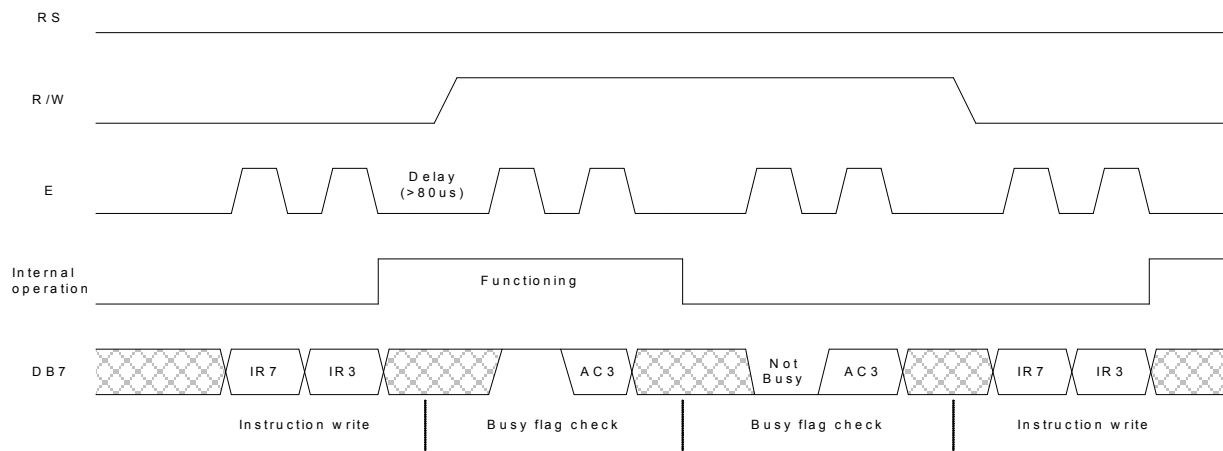 RS
R/W
E
Delay
(>80us)
Internal
operation
Functioning
DB7
IR7
IR3
AC3
Not
Busy
AC3
IR7
IR3
Instruction write
Busy flag check
Busy flag check
Instruction write